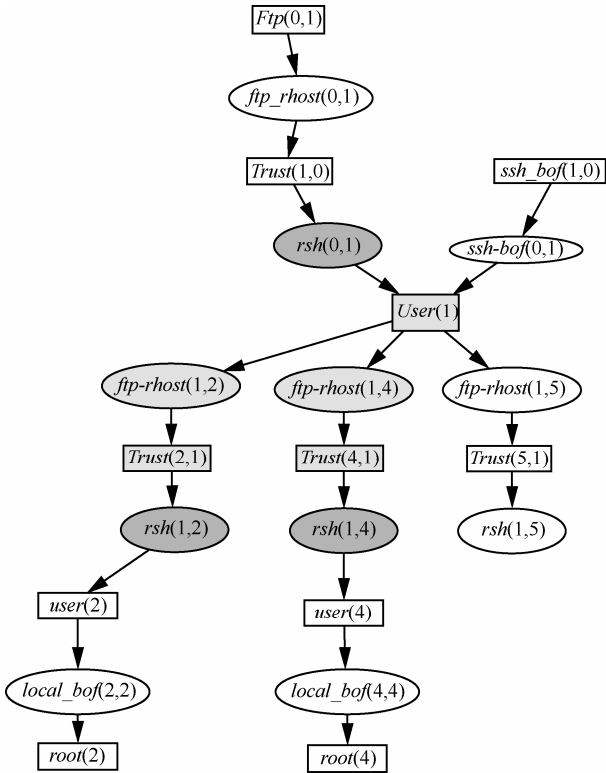 Ftp(0,1)
ftp_rhost(0,1)
Trust(1,0)
ssh_bof(1,0)
rsh(0,1)
ssh-bof(0,1)
User(1)
ftp-rhost(1,2)
ftp-rhost(1,4)
ftp-rhost(1,5)
Trust(2,1)
Trust(4,1)
Trust(5,1)
rsh(1,2)
rsh(1,4)
rsh(1,5)
user(2)
user(4)
local_bof(2,2)
local_bof(4,4)
root(2)
root(4)